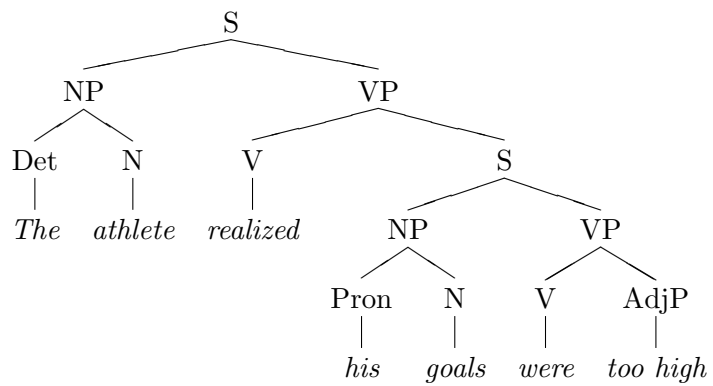 S
NP VP
Det N V S
The athlete realized NP VP
Pron N V AdjP
his goals were too high